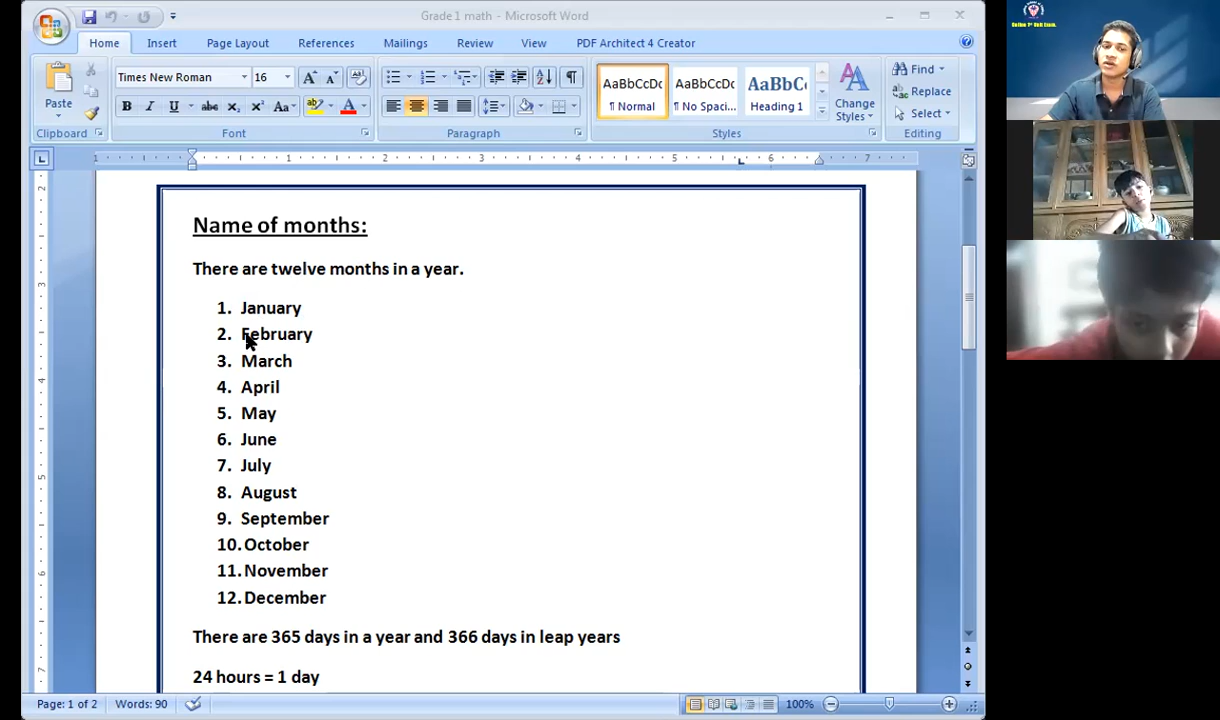 Grade 1 math - Microsoft Word
Home Insert Page Layout References Mailings Review View PDF Architect 4 Creator
Paste
Clipboard
Times New Roman 16
Font
Paragraph
AaBbCcDc AaBbCcDc AaBbC
¶ Normal ¶ No Spaci... Heading 1
Change Styles
Styles
Find
Replace
Select
Editing
Name of months:
There are twelve months in a year.
1. January
2. February
3. March
4. April
5. May
6. June
7. July
8. August
9. September
10. October
11. November
12. December
There are 365 days in a year and 366 days in leap years
24 hours = 1 day
Page: 1 of 2 Words: 90 100%
Online 1st Unit Exam.